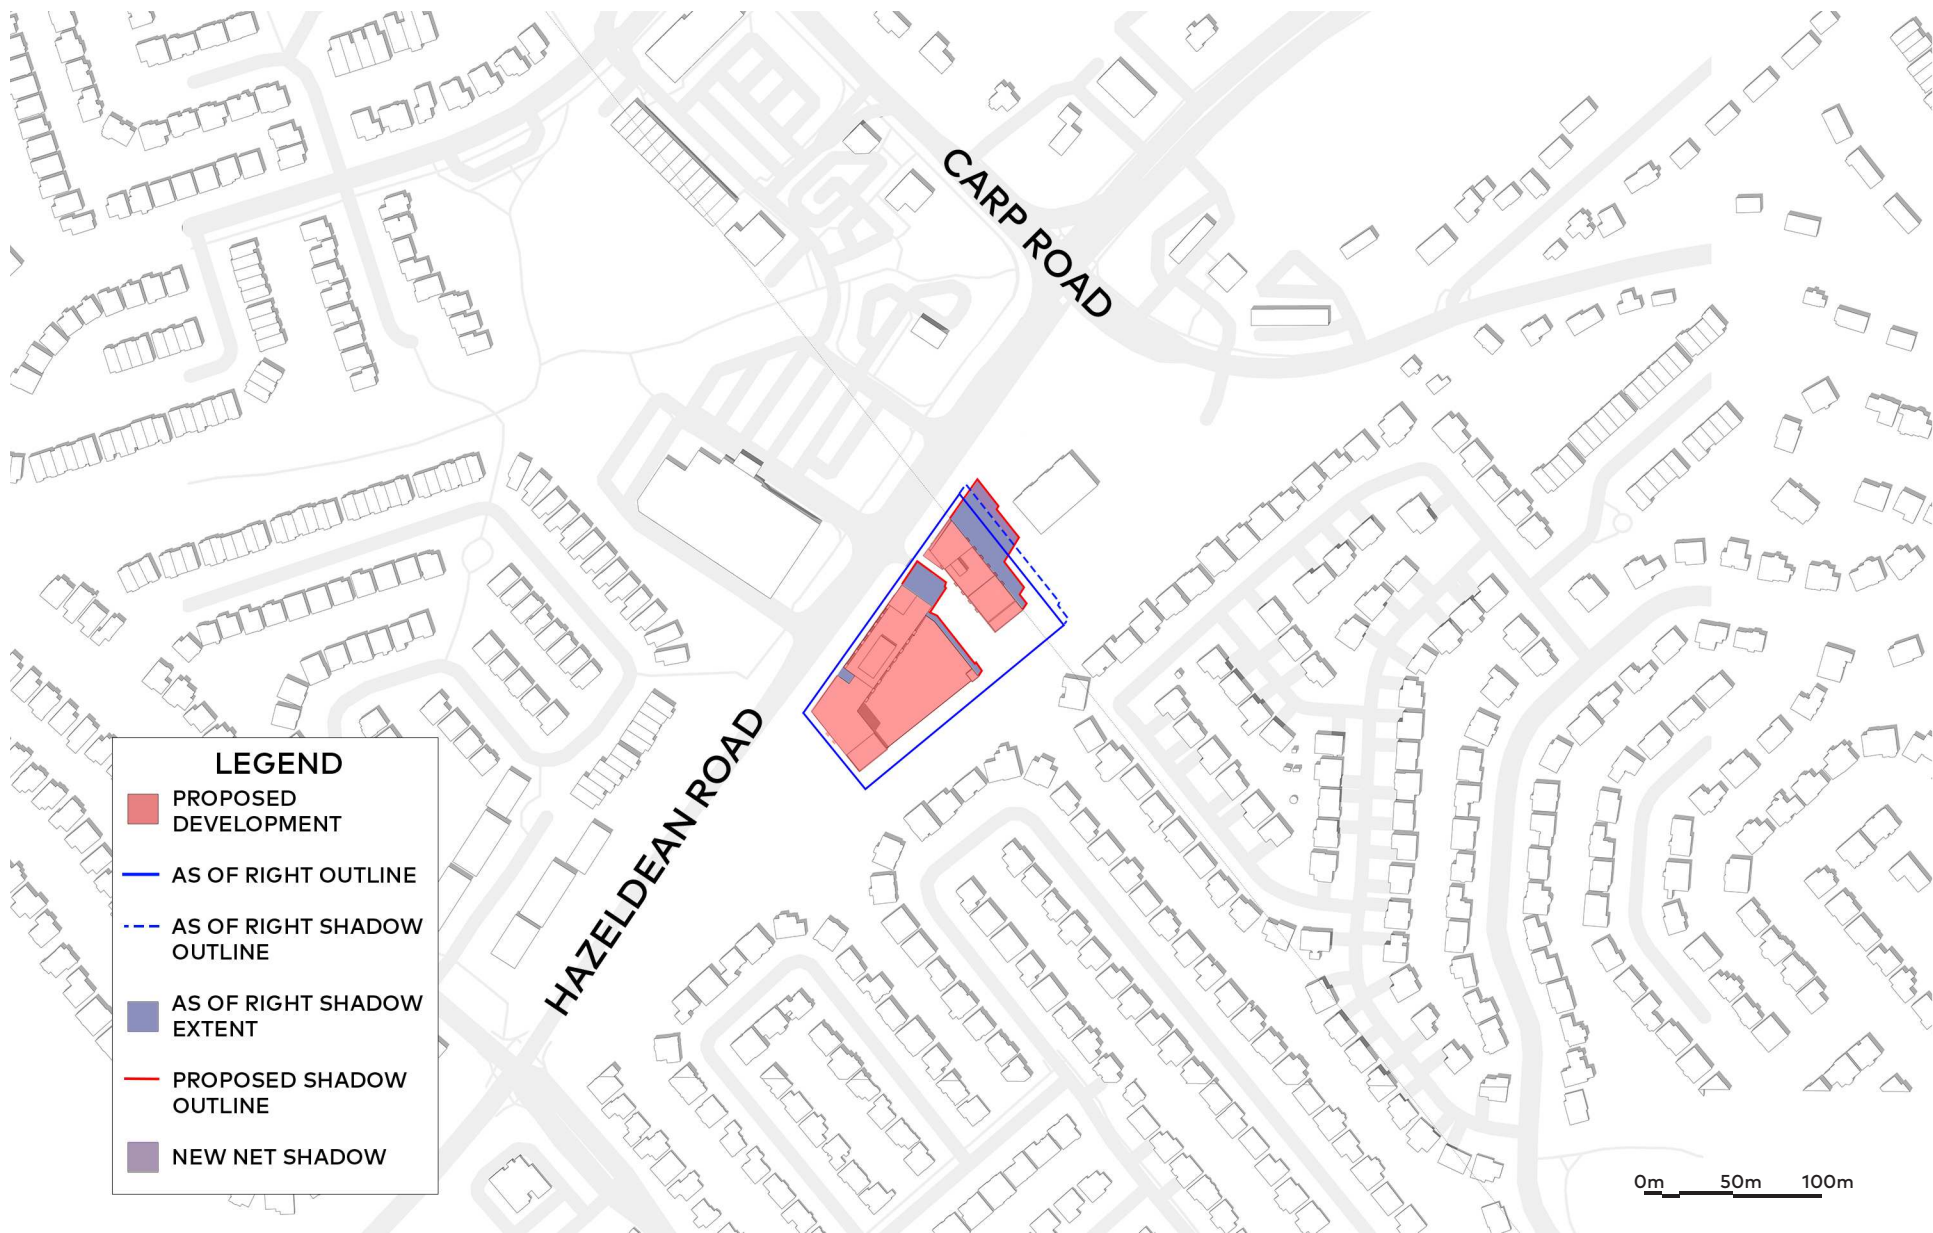 CARP ROAD
HAZELDEAN ROAD
LEGEND
PROPOSED
DEVELOPMENT
AS OF RIGHT OUTLINE
AS OF RIGHT SHADOW
OUTLINE
AS OF RIGHT SHADOW
EXTENT
PROPOSED SHADOW
OUTLINE
NEW NET SHADOW
0m 50m 100m